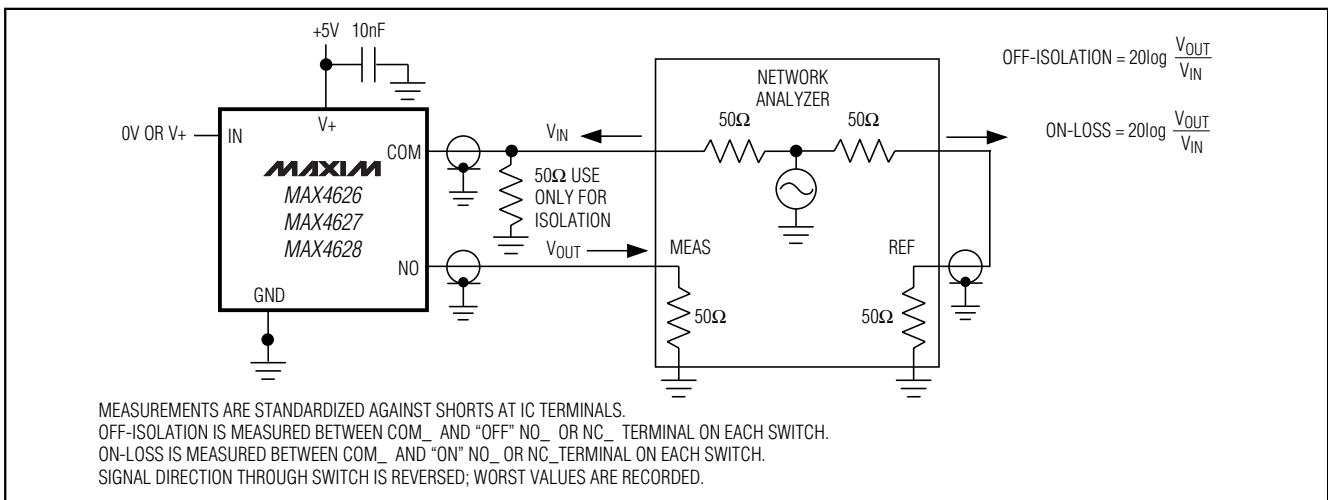 +5V 10nF
OFF-ISOLATION = 20log VOUT
VIN
NETWORK
ANALYZER
50Ω 50Ω
V+
0V OR V+
IN
VIN
ON-LOSS = 20log VOUT
VIN
COM
MAXIM
MAX4626
MAX4627
MAX4628
50Ω USE
ONLY FOR
ISOLATION
VOUT
MEAS
REF
NO
GND
50Ω
50Ω
MEASUREMENTS ARE STANDARDIZED AGAINST SHORTS AT IC TERMINALS.
OFF-ISOLATION IS MEASURED BETWEEN COM_ AND “OFF” NO_ OR NC_ TERMINAL ON EACH SWITCH.
ON-LOSS IS MEASURED BETWEEN COM_ AND “ON” NO_ OR NC_TERMINAL ON EACH SWITCH.
SIGNAL DIRECTION THROUGH SWITCH IS REVERSED; WORST VALUES ARE RECORDED.